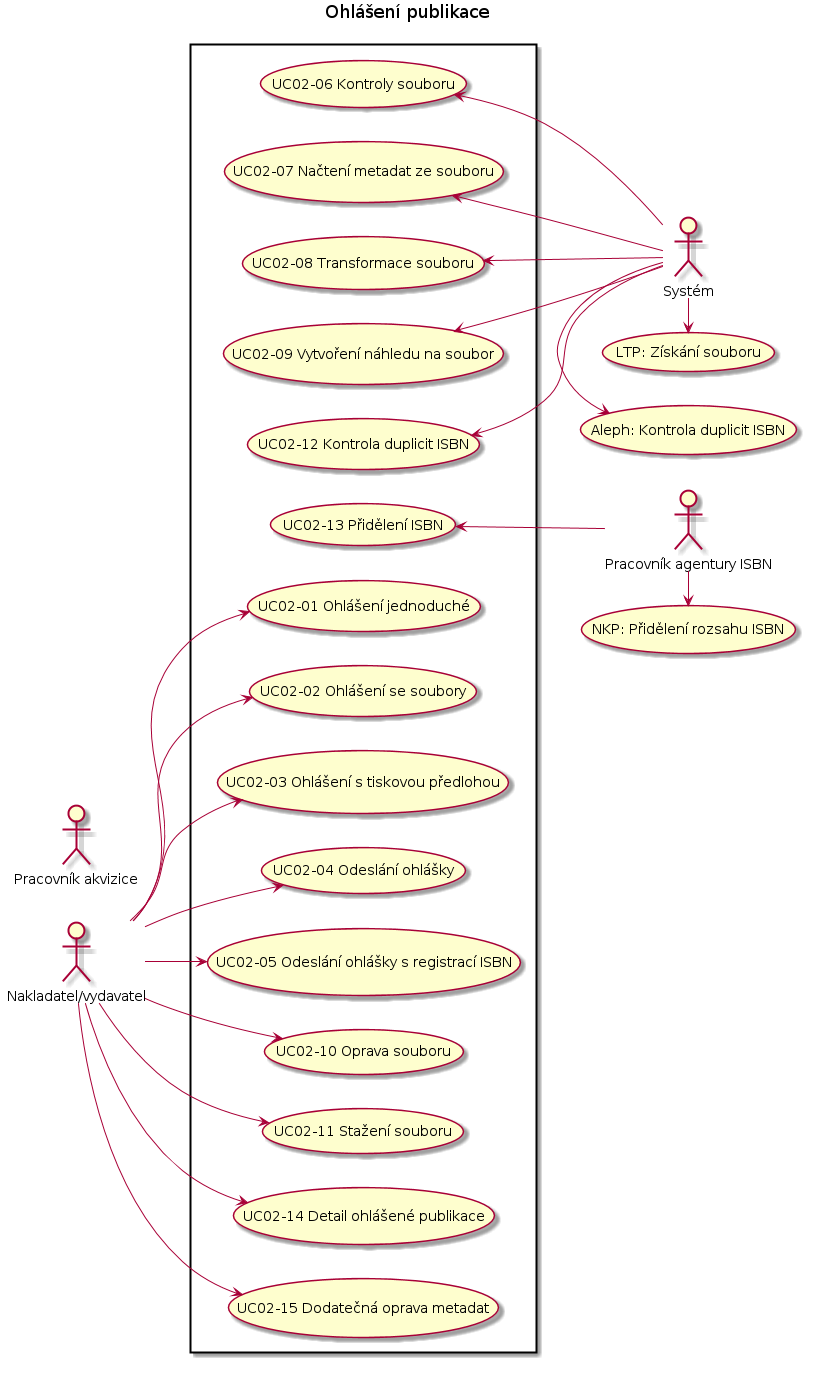 Ohlášení publikace
UC02-06 Kontroly souboru
UC02-07 Načtení metadat ze souboru
UC02-08 Transformace souboru
Systém
UC02-09 Vytvoření náhledu na soubor
LTP: Získání souboru
UC02-12 Kontrola duplicit ISBN
Aleph: Kontrola duplicit ISBN
UC02-13 Přidělení ISBN
Pracovník agentury ISBN
UC02-01 Ohlášení jednoduché
NKP: Přidělení rozsahu ISBN
UC02-02 Ohlášení se soubory
UC02-03 Ohlášení s tiskovou předlohou
Pracovník akvizice
UC02-04 Odeslání ohlášky
UC02-05 Odeslání ohlášky s registrací ISBN
Nakladatel/vydavatel
UC02-10 Oprava souboru
UC02-11 Stažení souboru
UC02-14 Detail ohlášené publikace
UC02-15 Dodatečná oprava metadat